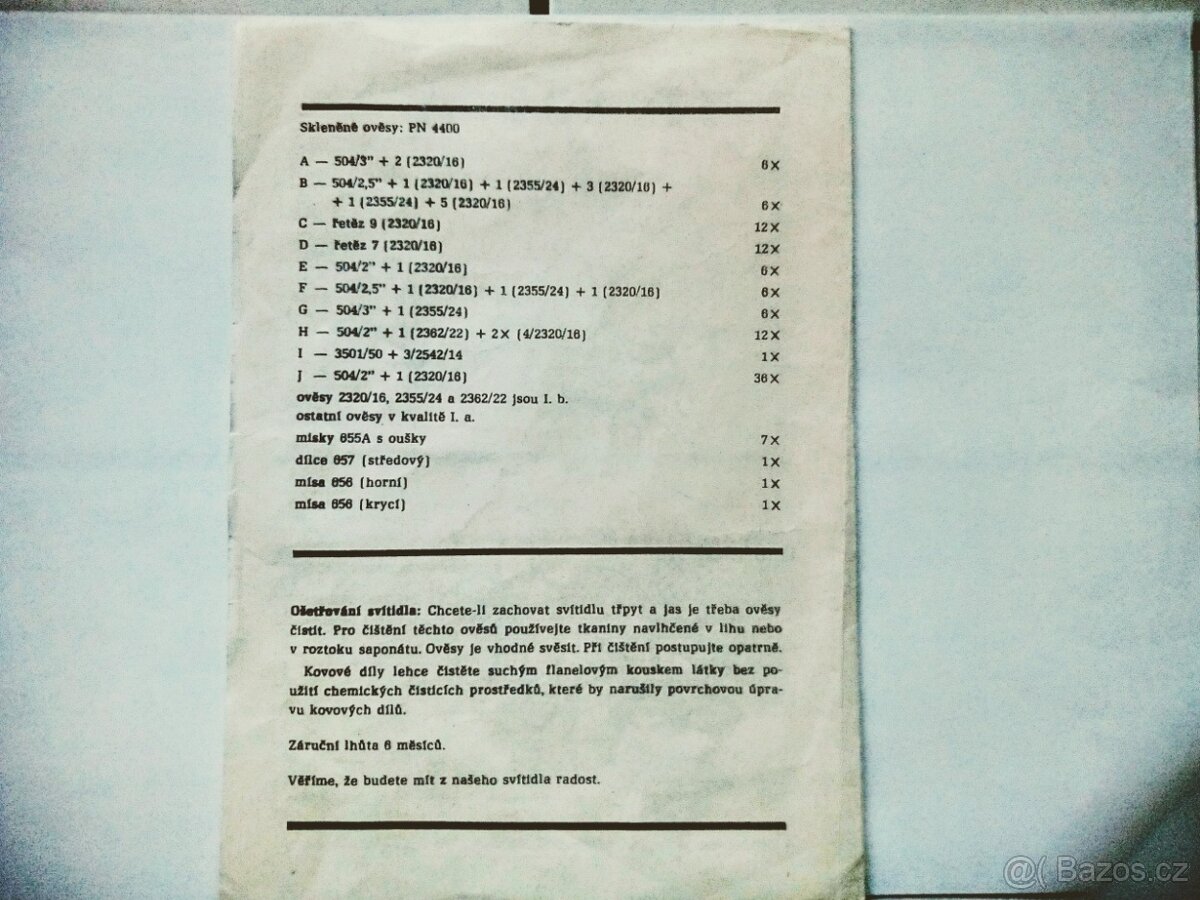 Skleněné ověsy: PN 4400
A — 504/3" + 2 (2320/16) 6×
B — 504/2,5" + 1 (2320/16) + 1 (2355/24) + 3 (2320/16) +
+ 1 (2355/24) + 5 (2320/16) 6×
C — řetěz 9 (2320/16) 12×
D — řetěz 7 (2320/16) 12×
E — 504/2" + 1 (2320/16) 6×
F — 504/2,5" + 1 (2320/16) + 1 (2355/24) + 1 (2320/16) 6×
G — 504/3" + 1 (2355/24) 6×
H — 504/2" + 1 (2362/22) + 2× (4/2320/16) 12×
I — 3501/50 + 3/2542/14 1×
J — 504/2" + 1 (2320/16) 36×
ověsy 2320/16, 2355/24 a 2362/22 jsou I. b.
ostatní ověsy v kvalitě I. a.
misky 655A s oušky 7×
dílce 657 (středový) 1×
mísa 656 (horní) 1×
mísa 656 (krycí) 1×
Ošetřování svítidla: Chcete-li zachovat svítidlu třpyt a jas je třeba ověsy
čistit. Pro čištění těchto ověsů používejte tkaniny navlhčené v lihu nebo
v roztoku saponátu. Ověsy je vhodné svěsit. Při čištění postupujte opatrně.
Kovové díly lehce čistěte suchým flanelovým kouskem látky bez po-
užití chemických čisticích prostředků, které by narušily povrchovou úpra-
vu kovových dílů.
Záruční lhůta 6 měsíců.
Věříme, že budete mít z našeho svítidla radost.
@( Bazos.cz